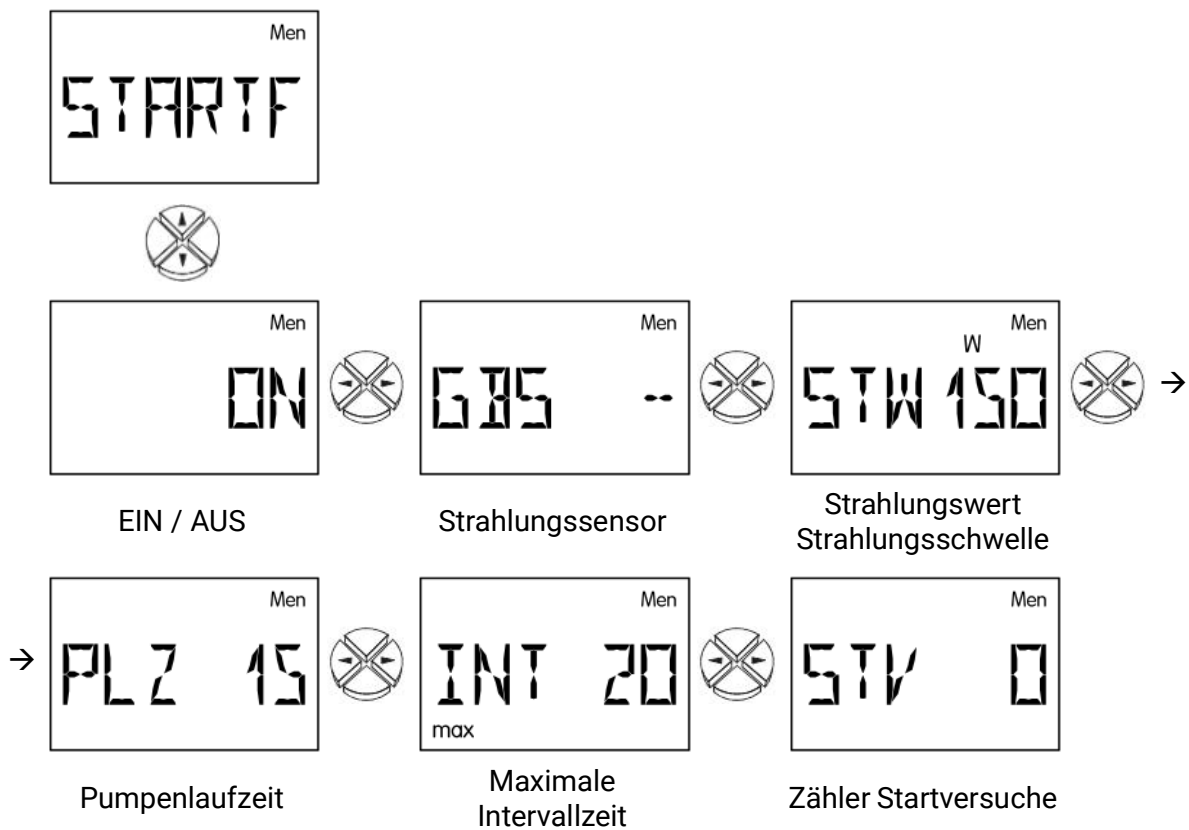 Men
STARTF
Men
ON
Men
GBS --
Men
W
STW 150
→
EIN / AUS
Strahlungssensor
Strahlungswert
Strahlungsschwelle
→
Men
PLZ 15
Men
INT 20
max
Men
STV 0
Pumpenlaufzeit
Maximale
Intervallzeit
Zähler Startversuche